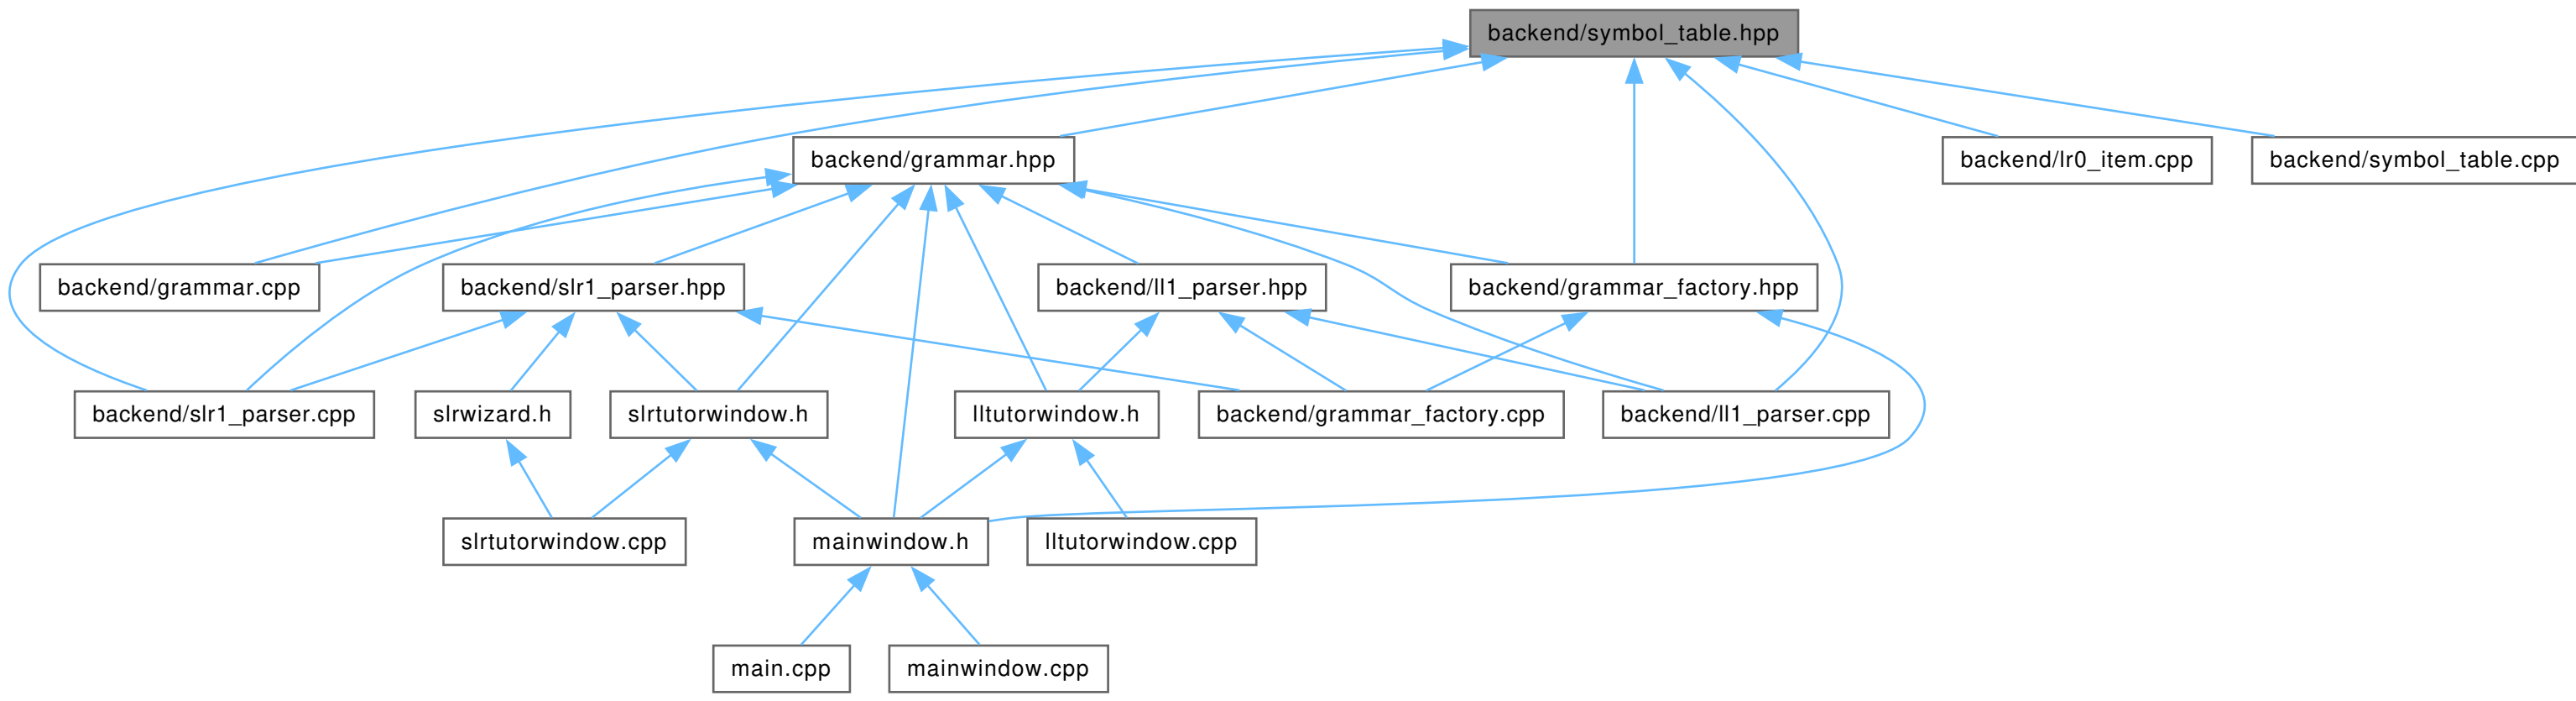 backend/symbol_table.hpp
backend/grammar.hpp
backend/lr0_item.cpp
backend/symbol_table.cpp
backend/grammar.cpp
backend/slr1_parser.hpp
backend/ll1_parser.hpp
backend/grammar_factory.hpp
backend/slr1_parser.cpp
slrwizard.h
slrtutorwindow.h
lltutorwindow.h
backend/grammar_factory.cpp
backend/ll1_parser.cpp
slrtutorwindow.cpp
mainwindow.h
lltutorwindow.cpp
main.cpp
mainwindow.cpp